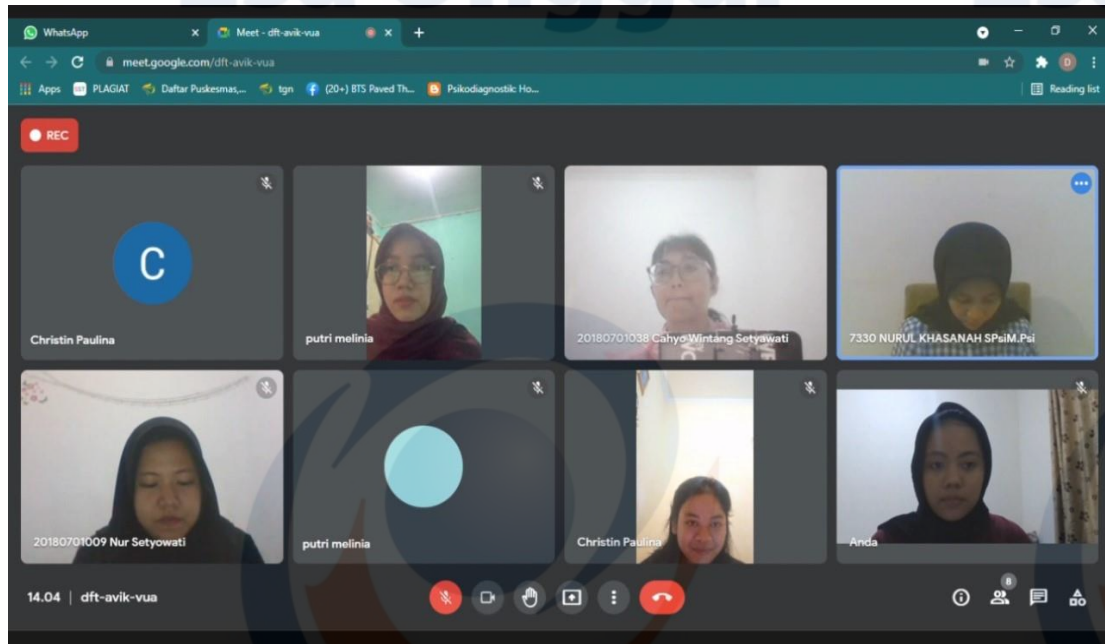 WhatsApp
Meet - dft-avik-vua
meet.google.com/dft-avik-vua
D
Apps
PLAGIAT
Daftar Puskesmas,...
tgn
(20+) BTS Paved Th...
Psikodiagnostik: Ho...
Reading list
REC
C
Christin Paulina
putri melinia
20180701038 Cahyo Wintang Setyawati
7330 NURUL KHASANAH SPsiM.Psi
20180701009 Nur Setyowati
putri melinia
Christin Paulina
Anda
14.04 | dft-avik-vua
8